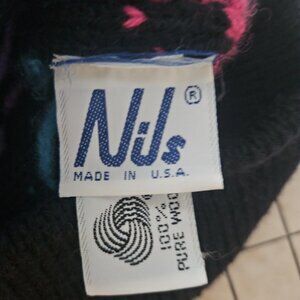 Nils ®
MADE IN U.S.A.
100%
PURE WOO